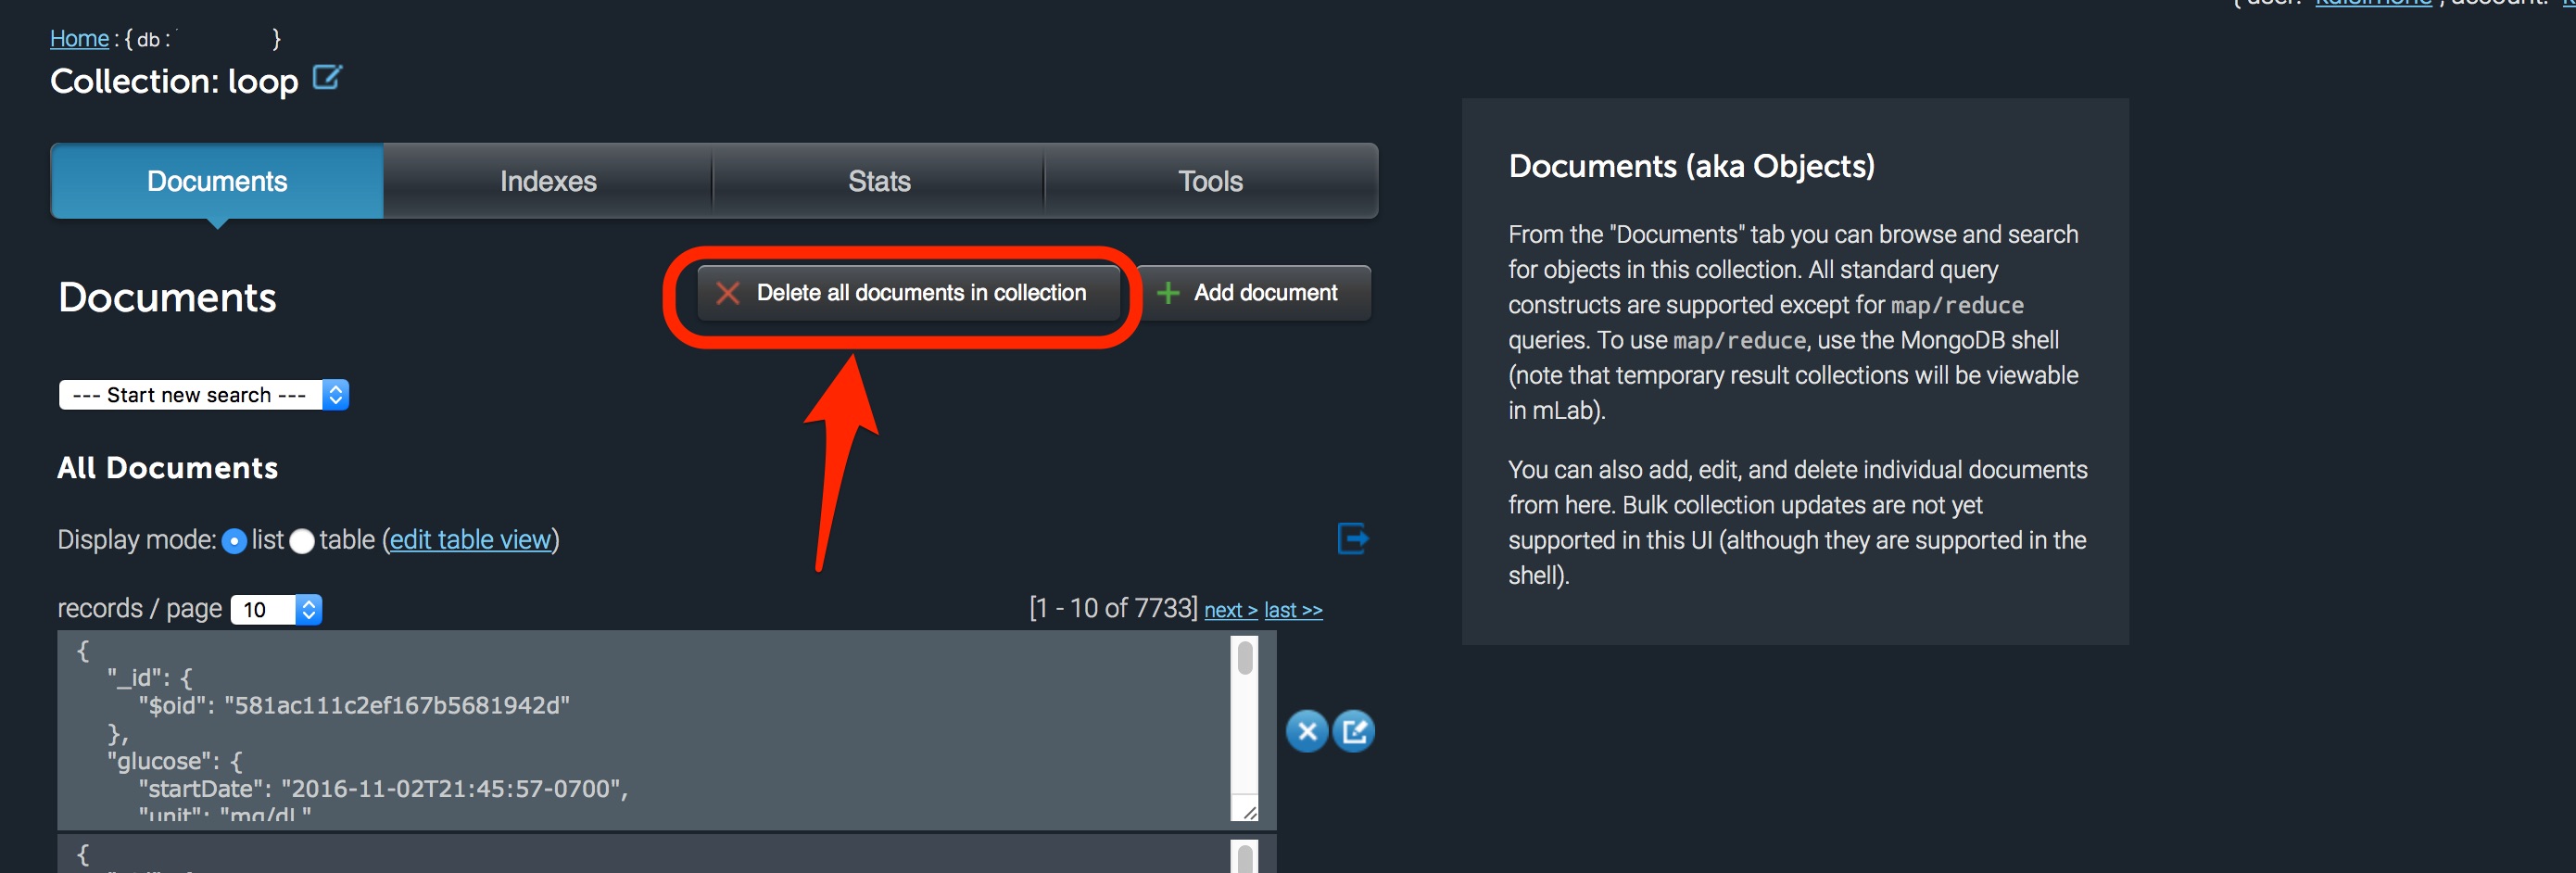 Home : { db : }
Collection: loop
Documents Indexes Stats Tools
Documents
Delete all documents in collection
Add document
--- Start new search ---
All Documents
Display mode: list table (edit table view)
records / page 10
[1 - 10 of 7733] next > last >>
{
"_id": {
"$oid": "581ac111c2ef167b5681942d"
},
"glucose": {
"startDate": "2016-11-02T21:45:57-0700",
"unit": "mg/dL"
{
Documents (aka Objects)
From the "Documents" tab you can browse and search
for objects in this collection. All standard query
constructs are supported except for map/reduce
queries. To use map/reduce, use the MongoDB shell
(note that temporary result collections will be viewable
in mLab).
You can also add, edit, and delete individual documents
from here. Bulk collection updates are not yet
supported in this UI (although they are supported in the
shell).